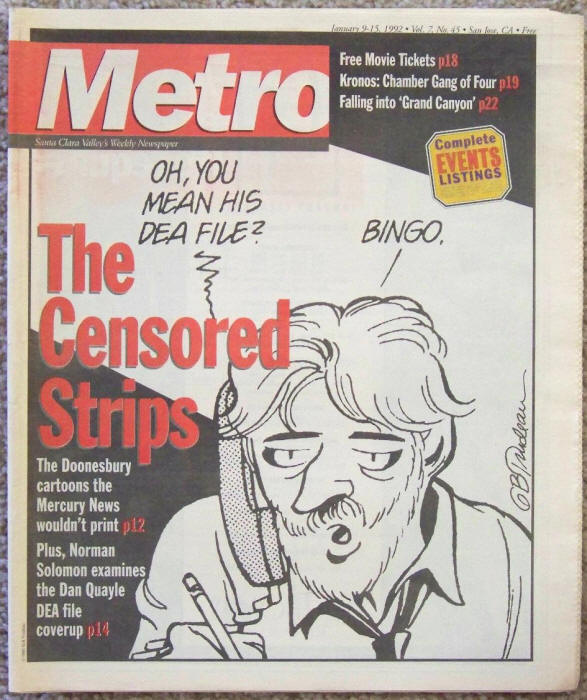 January 9-15, 1992 • Vol. 7, No. 45 • San Jose, CA • Free
Metro
Santa Clara Valley's Weekly Newspaper
Free Movie Tickets p18
Kronos: Chamber Gang of Four p19
Falling into 'Grand Canyon' p22
Complete
EVENTS
LISTINGS
OH, YOU
MEAN HIS
DEA FILE?
BINGO.
The
Censored
Strips
The Doonesbury
cartoons the
Mercury News
wouldn't print p12
Plus, Norman
Solomon examines
the Dan Quayle
DEA file
coverup p14
GBTrudeau